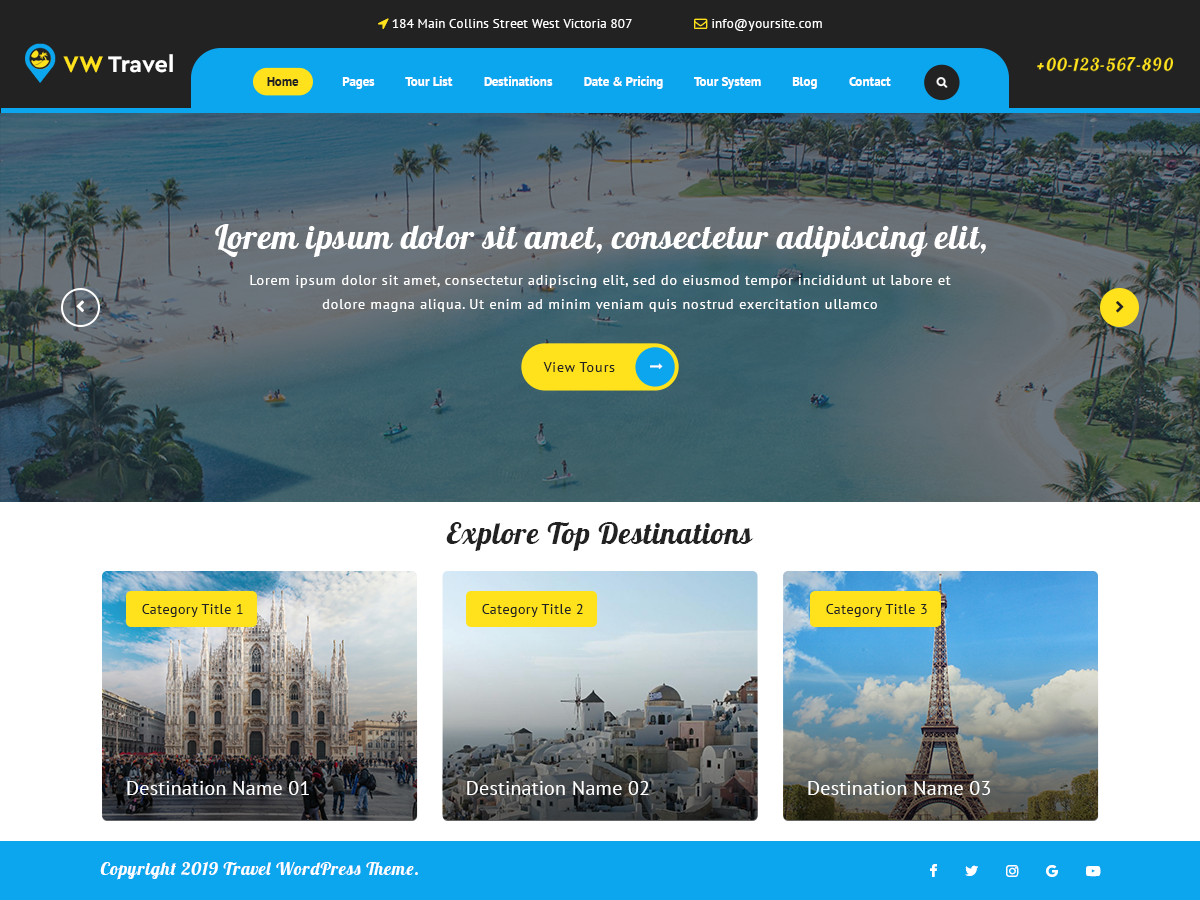 184 Main Collins Street West Victoria 807
info@yoursite.com
VW Travel
+00-123-567-890
Home Pages Tour List Destinations Date & Pricing Tour System Blog Contact
Lorem ipsum dolor sit amet, consectetur adipiscing elit,
Lorem ipsum dolor sit amet, consectetur adipiscing elit, sed do eiusmod tempor incididunt ut labore et
dolore magna aliqua. Ut enim ad minim veniam quis nostrud exercitation ullamco
View Tours
Explore Top Destinations
Category Title 1
Category Title 2
Category Title 3
Destination Name 01
Destination Name 02
Destination Name 03
Copyright 2019 Travel WordPress Theme.